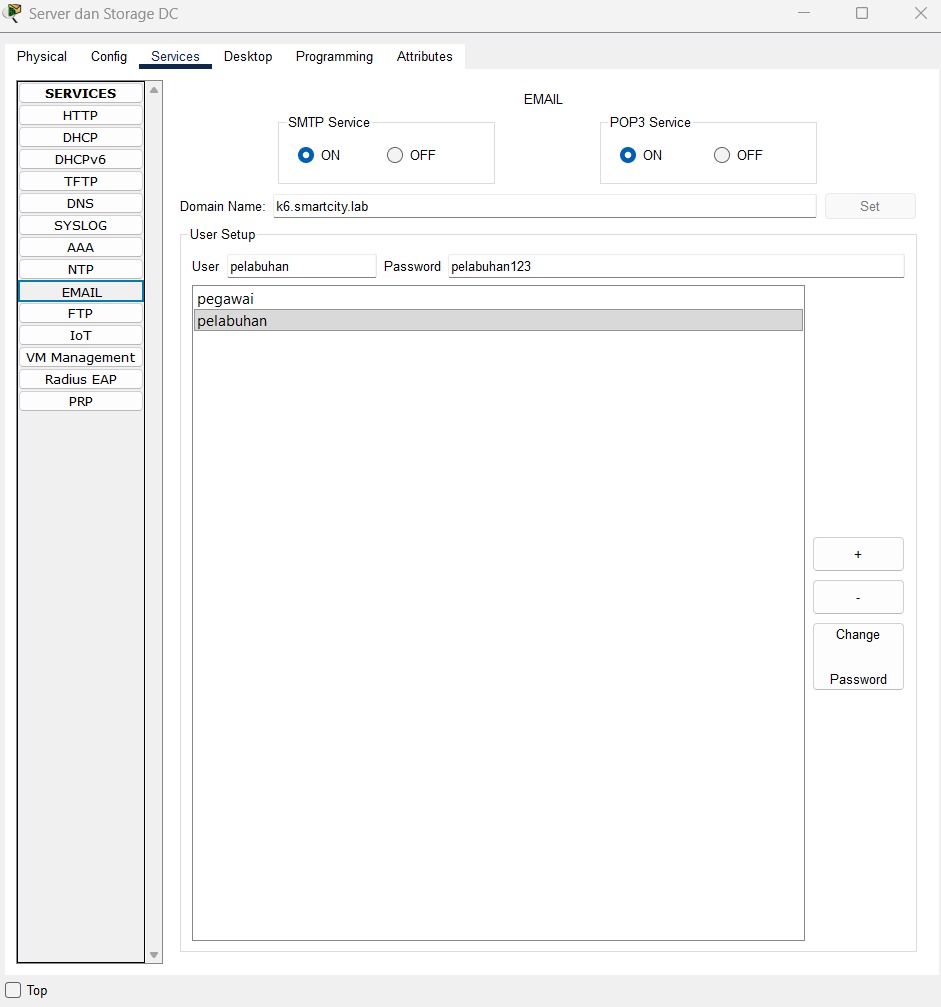 Server dan Storage DC
Physical Config Services Desktop Programming Attributes
SERVICES
HTTP
DHCP
DHCPv6
TFTP
DNS
SYSLOG
AAA
NTP
EMAIL
FTP
IoT
VM Management
Radius EAP
PRP
EMAIL
SMTP Service
ON OFF
POP3 Service
ON OFF
Domain Name: k6.smartcity.lab Set
User Setup
User pelabuhan Password pelabuhan123
pegawai
pelabuhan
+
-
Change
Password
Top